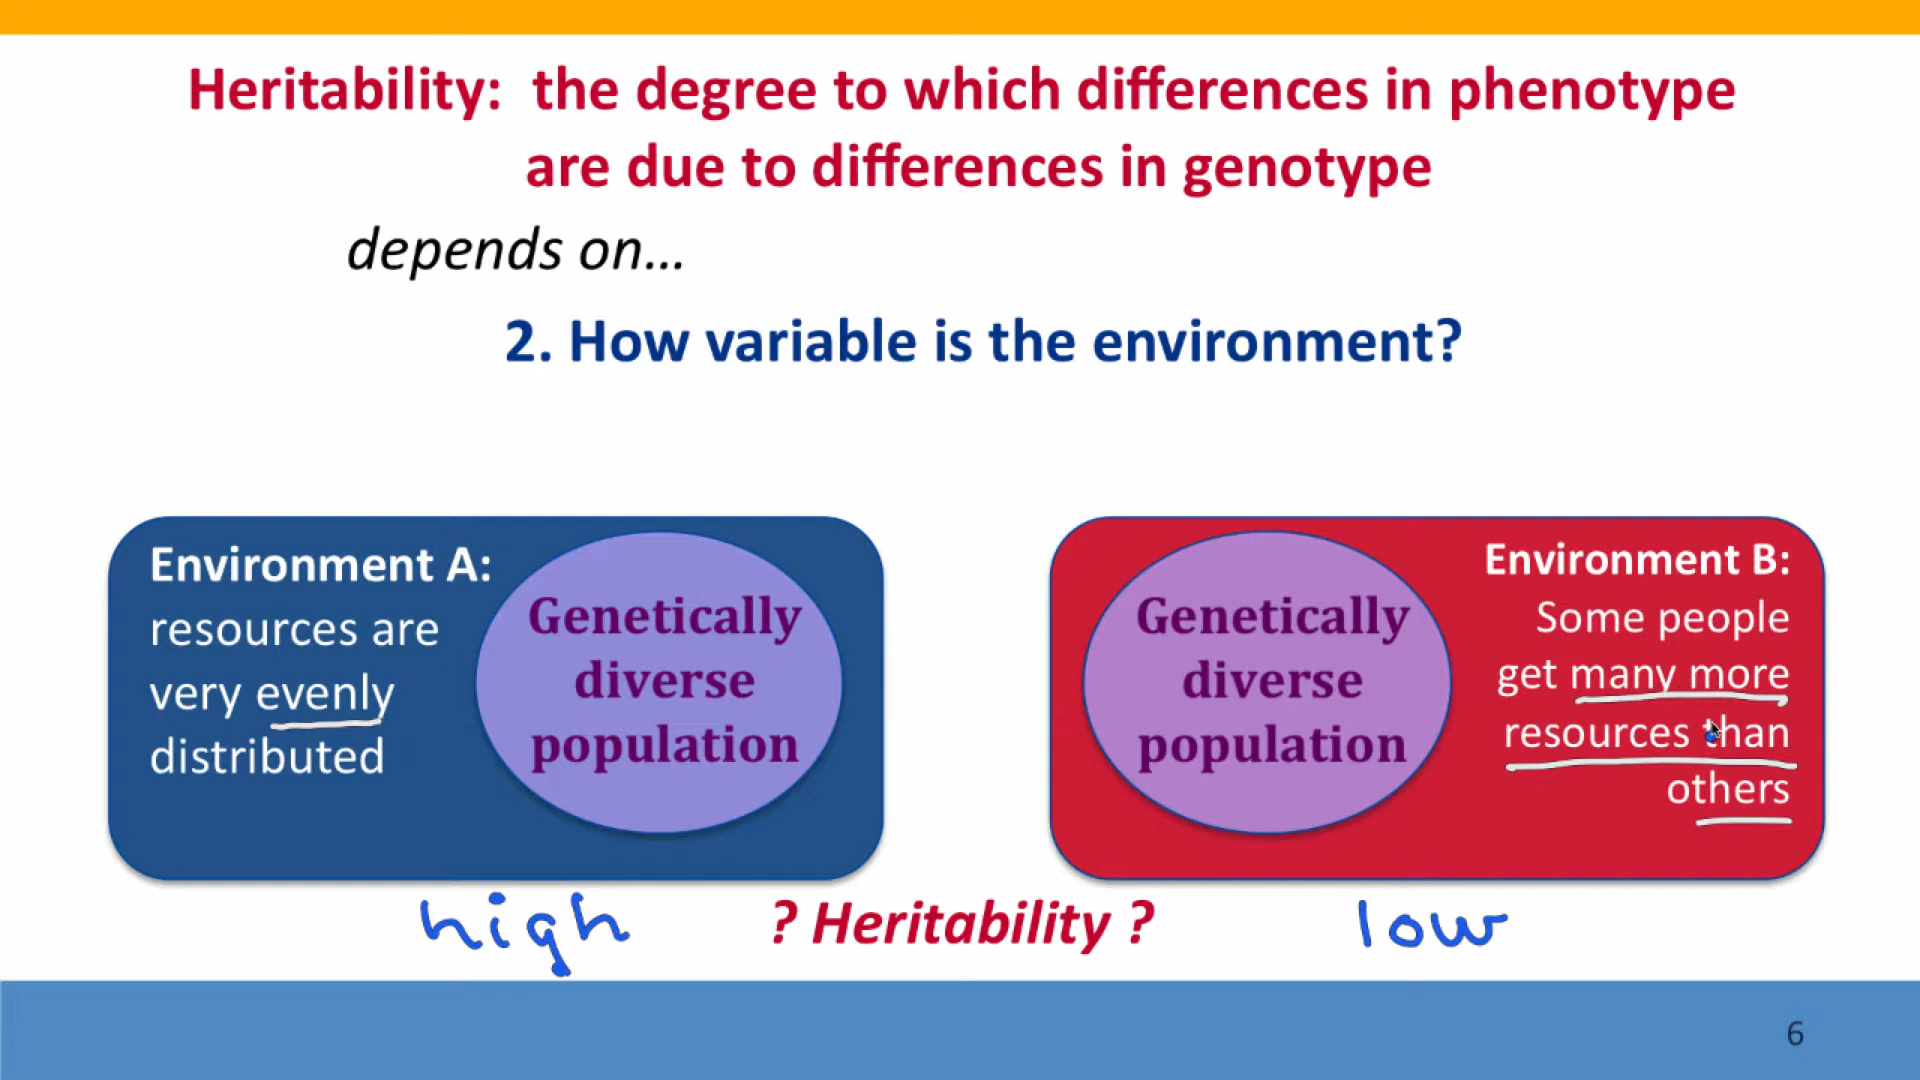 Heritability: the degree to which differences in phenotype
are due to differences in genotype
depends on...
2. How variable is the environment?
Environment A:
resources are
very evenly
distributed
Genetically
diverse
population
Genetically
diverse
population
Environment B:
Some people
get many more
resources than
others
high
? Heritability ?
low
6